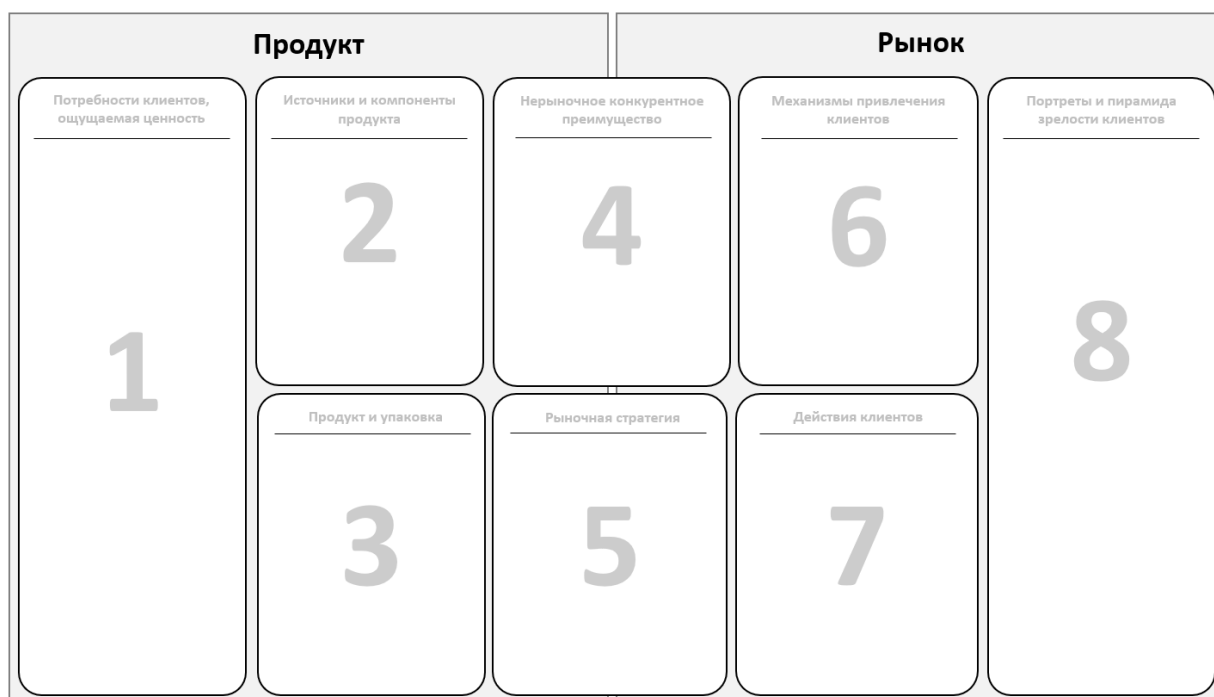 Продукт
Рынок
Потребности клиентов,
ощущаемая ценность
1
Источники и компоненты
продукта
2
Продукт и упаковка
3
Нерыночное конкурентное
преимущество
4
Рыночная стратегия
5
Механизмы привлечения
клиентов
6
Действия клиентов
7
Портреты и пирамида
зрелости клиентов
8